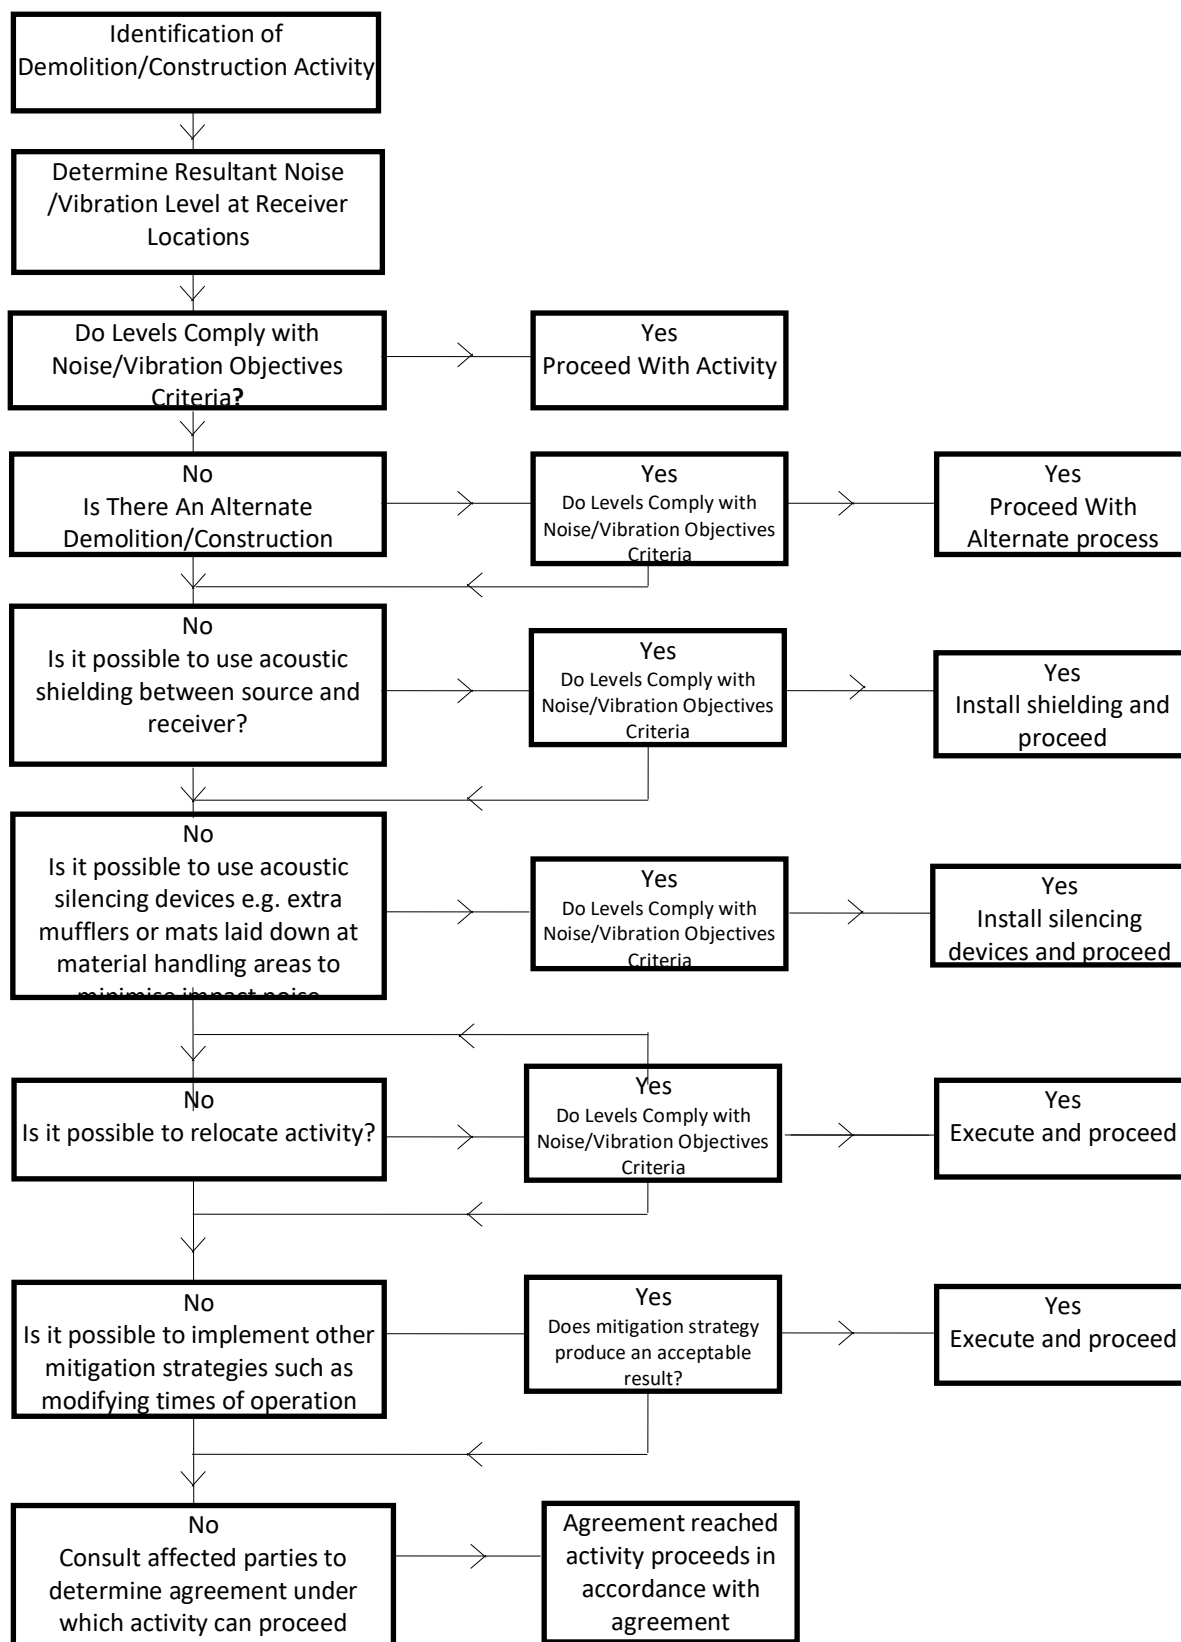 Identification of
Demolition/Construction Activity
Determine Resultant Noise
/Vibration Level at Receiver
Locations
Do Levels Comply with
Noise/Vibration Objectives
Criteria?
Yes
Proceed With Activity
No
Is There An Alternate
Demolition/Construction
Yes
Do Levels Comply with
Noise/Vibration Objectives
Criteria
Yes
Proceed With
Alternate process
No
Is it possible to use acoustic
shielding between source and
receiver?
Yes
Do Levels Comply with
Noise/Vibration Objectives
Criteria
Yes
Install shielding and
proceed
No
Is it possible to use acoustic
silencing devices e.g. extra
mufflers or mats laid down at
material handling areas to
minimise impact noise
Yes
Do Levels Comply with
Noise/Vibration Objectives
Criteria
Yes
Install silencing
devices and proceed
No
Is it possible to relocate activity?
Yes
Do Levels Comply with
Noise/Vibration Objectives
Criteria
Yes
Execute and proceed
No
Is it possible to implement other
mitigation strategies such as
modifying times of operation
Yes
Does mitigation strategy
produce an acceptable
result?
Yes
Execute and proceed
No
Consult affected parties to
determine agreement under
which activity can proceed
Agreement reached
activity proceeds in
accordance with
agreement